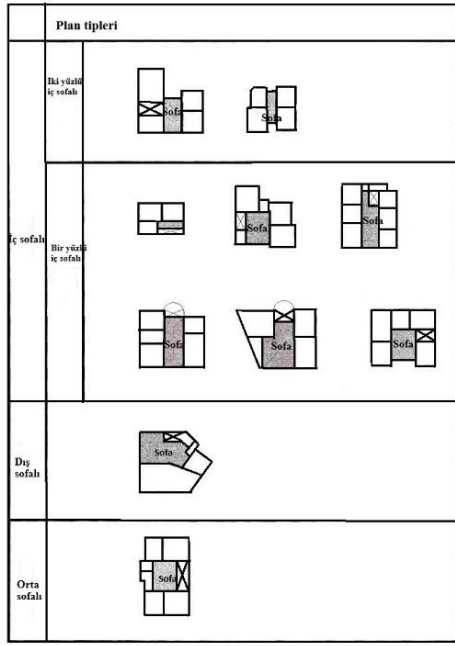 Plan tipleri
İki yüzlü
iç sofalı
Sofa
Sofa
İç sofalı
Bir yüzlü
iç sofalı
Sofa
Sofa
Sofa
Sofa
Sofa
Dış
sofalı
Sofa
Orta
sofalı
Sofa